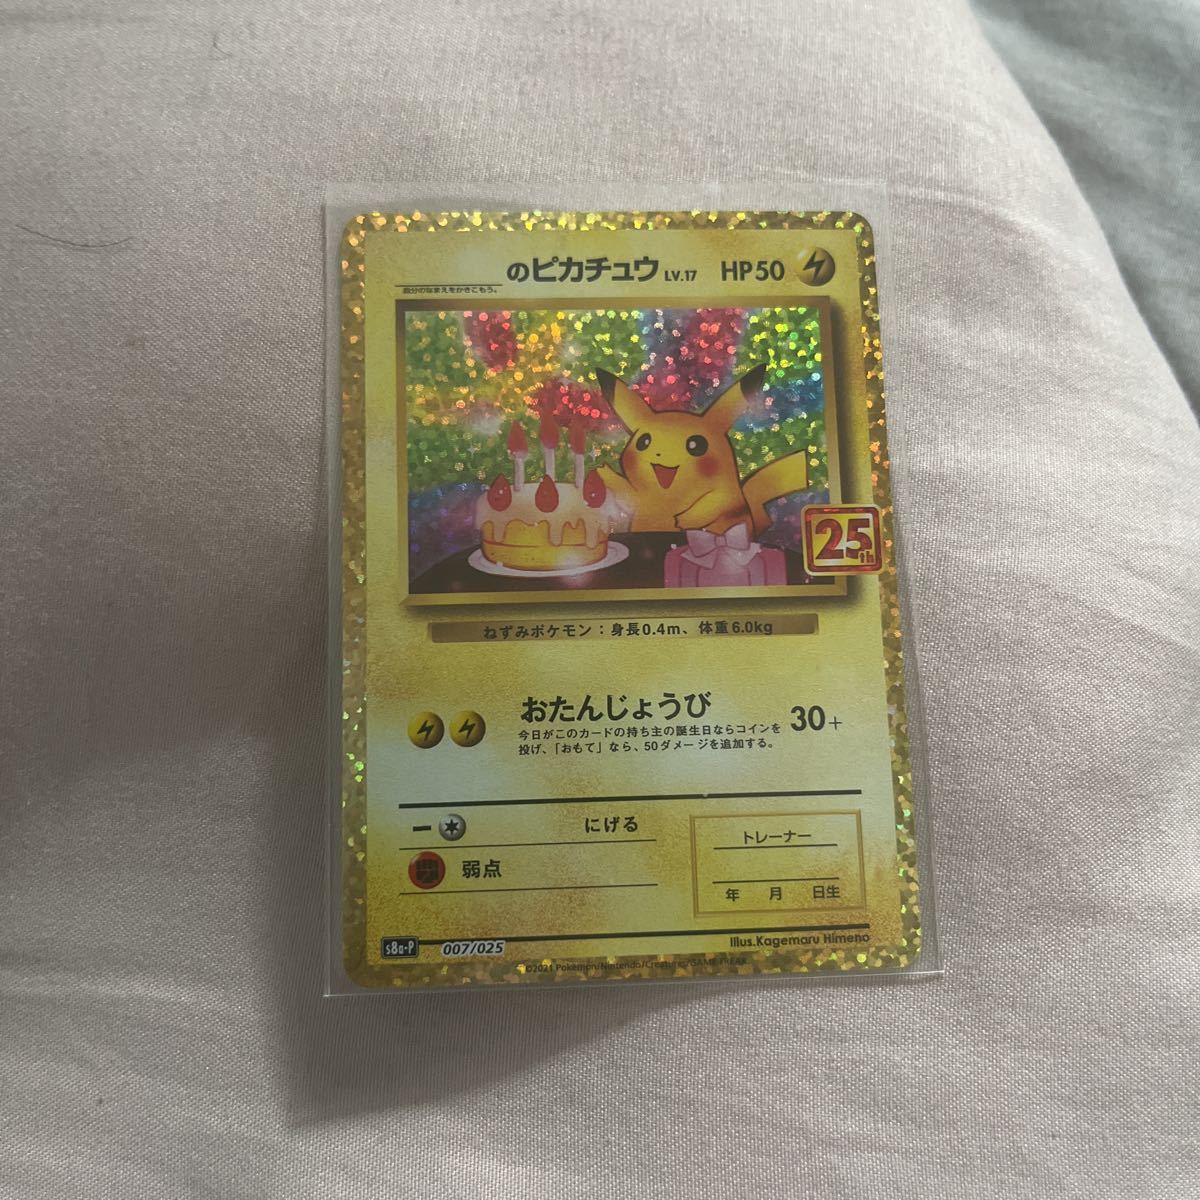 のピカチュウ LV.17 HP50
自分のなまえをかきこもう。
25th
ねずみポケモン：身長0.4m、体重6.0kg
おたんじょうび 30+
今日がこのカードの持ち主の誕生日ならコインを
投げ、「おもて」なら、50ダメージを追加する。
にげる
弱点
トレーナー
年 月 日生
Illus.Kagemaru Himeno
s8a-P 007/025
©2021 Pokémon/Nintendo/Creatures/GAME FREAK.